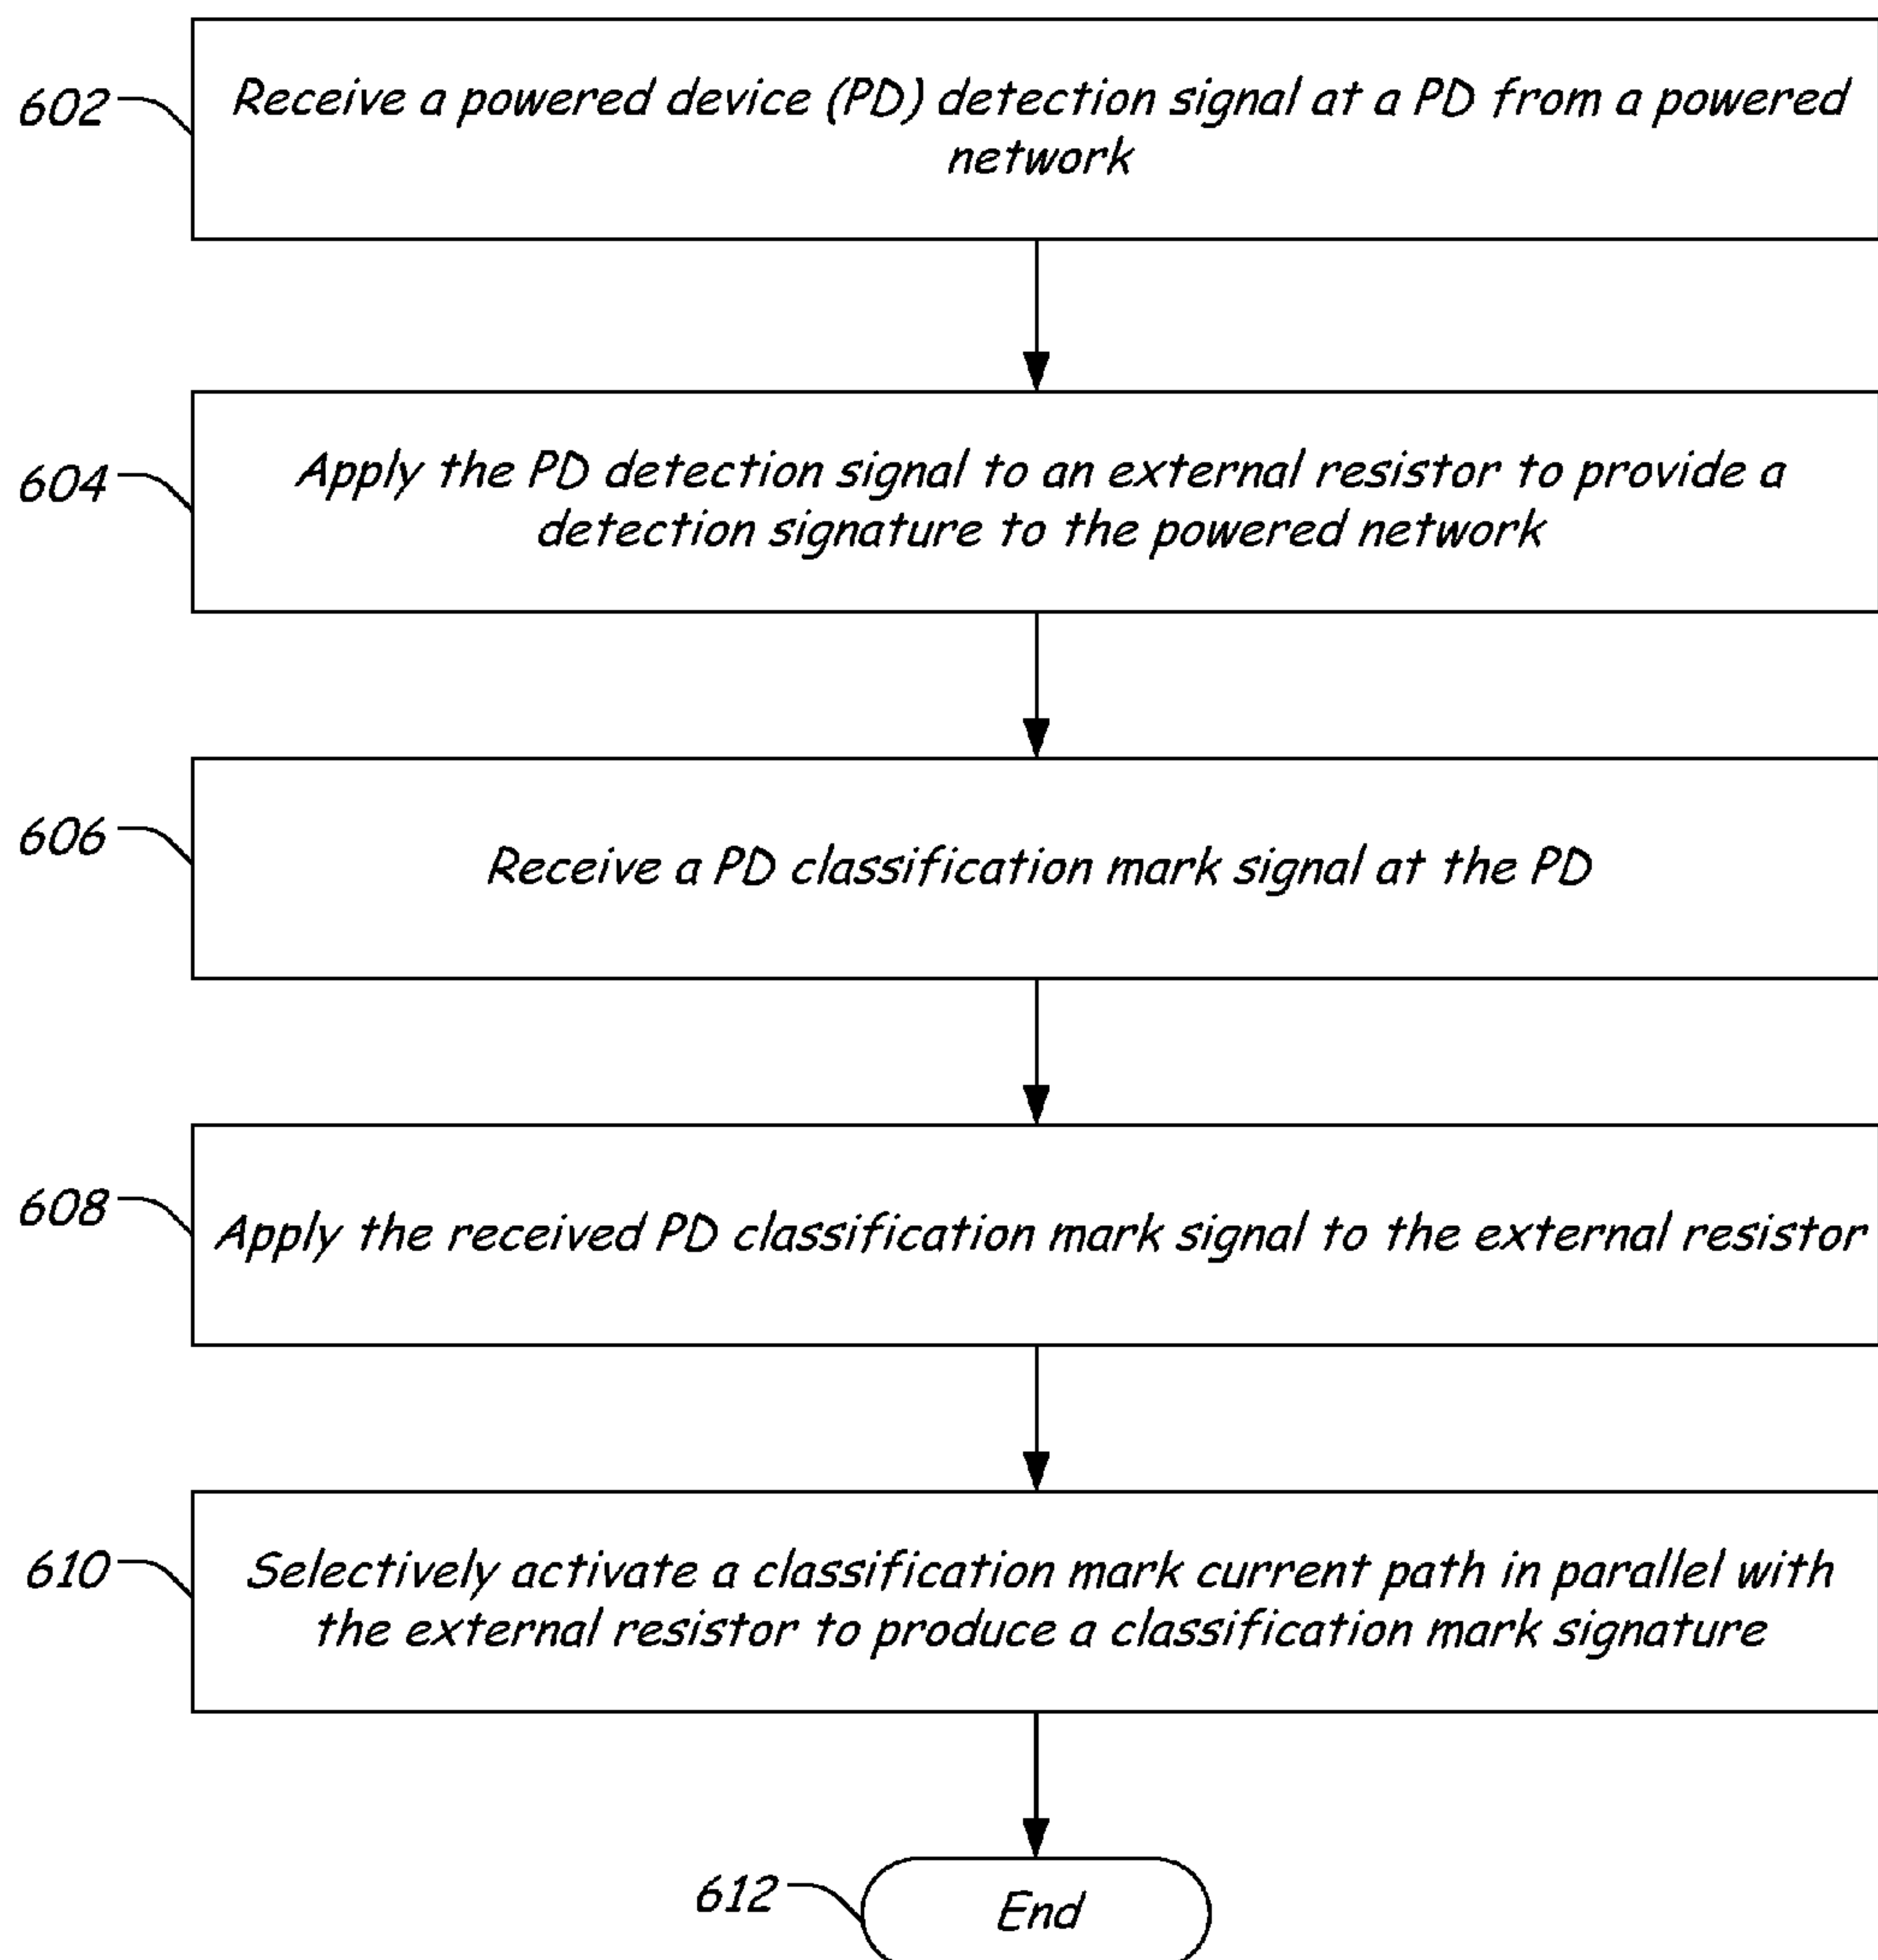 602
Receive a powered device (PD) detection signal at a PD from a powered
network
604
Apply the PD detection signal to an external resistor to provide a
detection signature to the powered network
606
Receive a PD classification mark signal at the PD
608
Apply the received PD classification mark signal to the external resistor
610
Selectively activate a classification mark current path in parallel with
the external resistor to produce a classification mark signature
612
End